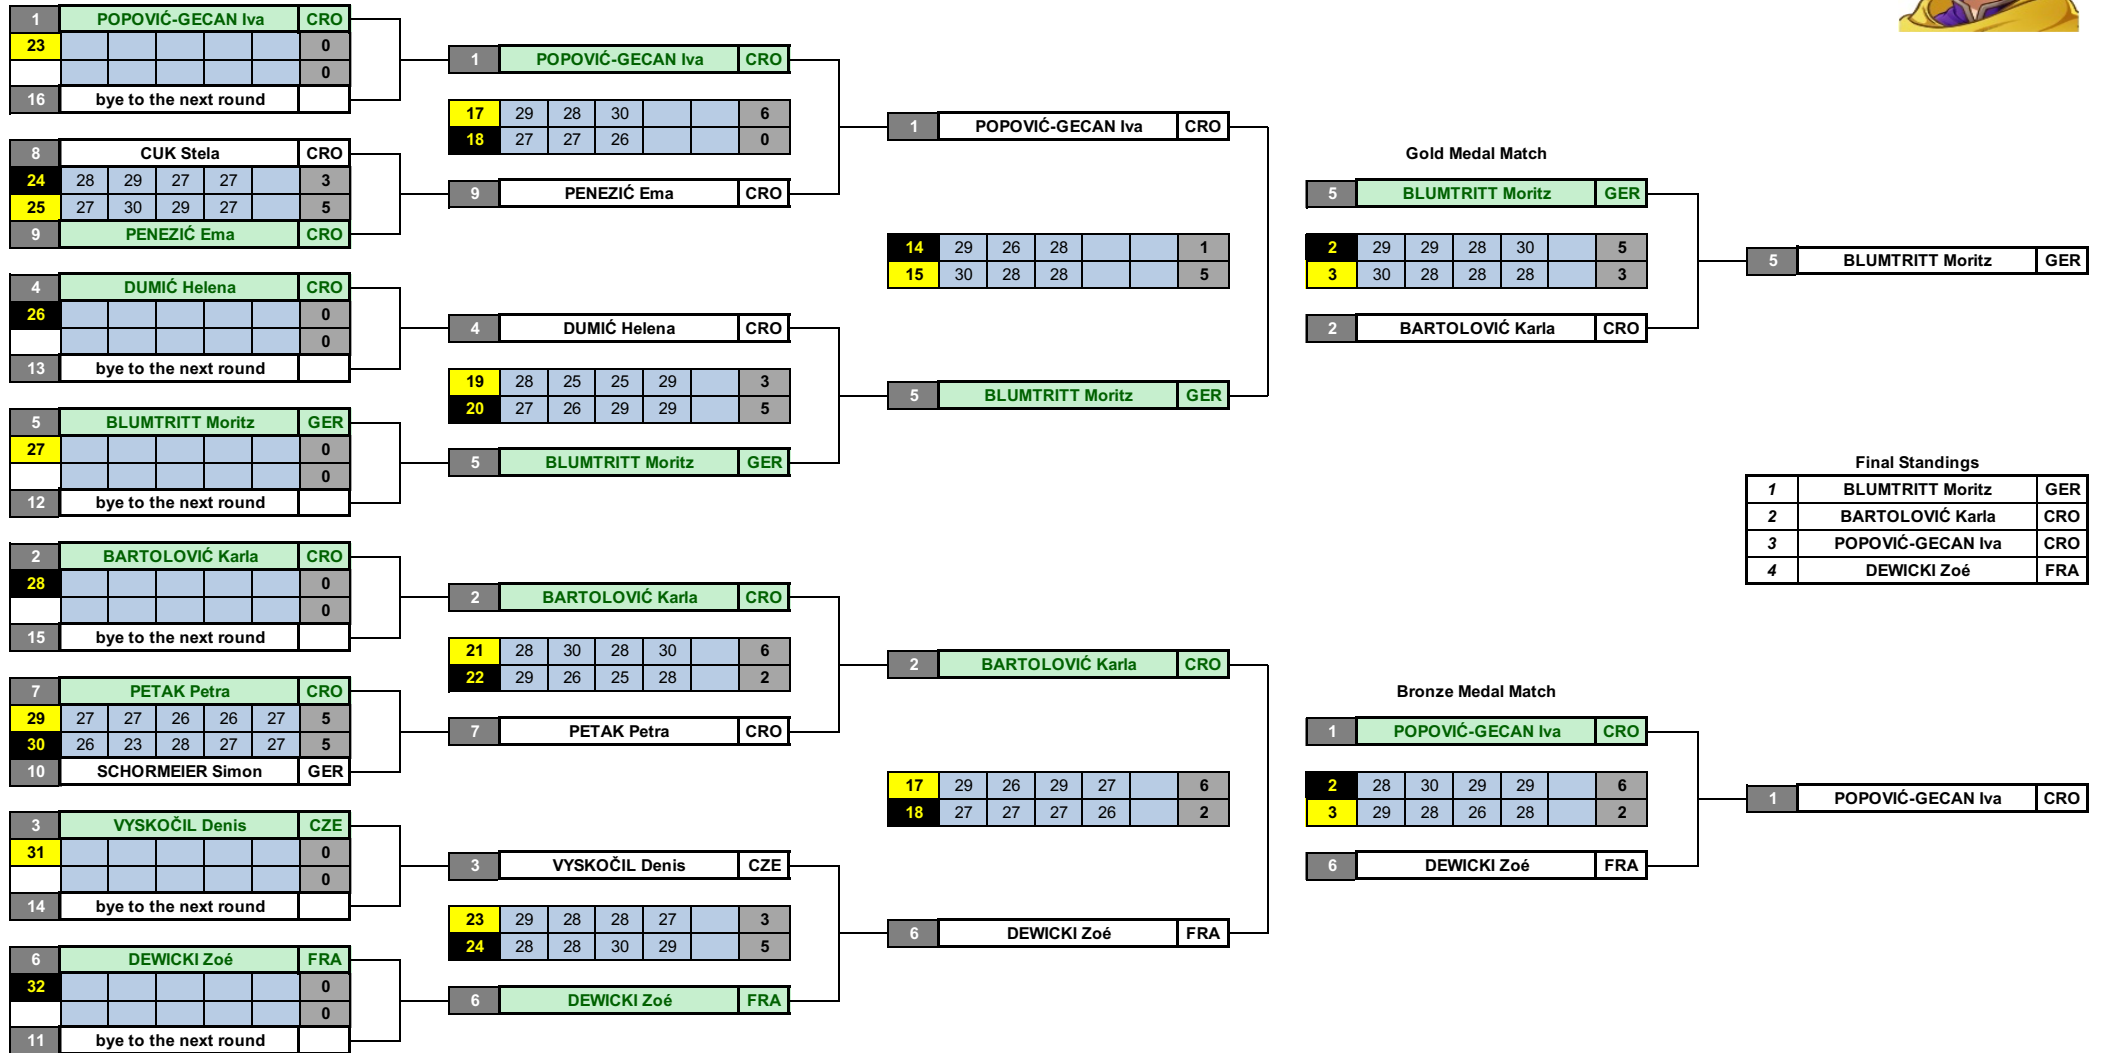 1 POPOVIĆ-GECAN Iva CRO
23 0
0
16 bye to the next round
8 CUK Stela CRO
24 28 29 27 27 3
25 27 30 29 27 5
9 PENEZIĆ Ema CRO
4 DUMIĆ Helena CRO
26 0
0
13 bye to the next round
5 BLUMTRITT Moritz GER
27 0
0
12 bye to the next round
2 BARTOLOVIĆ Karla CRO
28 0
0
15 bye to the next round
7 PETAK Petra CRO
29 27 27 26 26 27 5
30 26 23 28 27 27 5
10 SCHORMEIER Simon GER
3 VYSKOČIL Denis CZE
31 0
0
14 bye to the next round
6 DEWICKI Zoé FRA
32 0
0
11 bye to the next round
1 POPOVIĆ-GECAN Iva CRO
17 29 28 30 6
18 27 27 26 0
9 PENEZIĆ Ema CRO
4 DUMIĆ Helena CRO
19 28 25 25 29 3
20 27 26 29 29 5
5 BLUMTRITT Moritz GER
2 BARTOLOVIĆ Karla CRO
21 28 30 28 30 6
22 29 26 25 28 2
7 PETAK Petra CRO
3 VYSKOČIL Denis CZE
23 29 28 28 27 3
24 28 28 30 29 5
6 DEWICKI Zoé FRA
1 POPOVIĆ-GECAN Iva CRO
14 29 26 28 1
15 30 28 28 5
5 BLUMTRITT Moritz GER
2 BARTOLOVIĆ Karla CRO
17 29 26 29 27 6
18 27 27 27 26 2
6 DEWICKI Zoé FRA
Gold Medal Match
5 BLUMTRITT Moritz GER
2 29 29 28 30 5
3 30 28 28 28 3
2 BARTOLOVIĆ Karla CRO
Bronze Medal Match
1 POPOVIĆ-GECAN Iva CRO
2 28 30 29 29 6
3 29 28 26 28 2
6 DEWICKI Zoé FRA
5 BLUMTRITT Moritz GER
Final Standings
1 BLUMTRITT Moritz GER
2 BARTOLOVIĆ Karla CRO
3 POPOVIĆ-GECAN Iva CRO
4 DEWICKI Zoé FRA
1 POPOVIĆ-GECAN Iva CRO